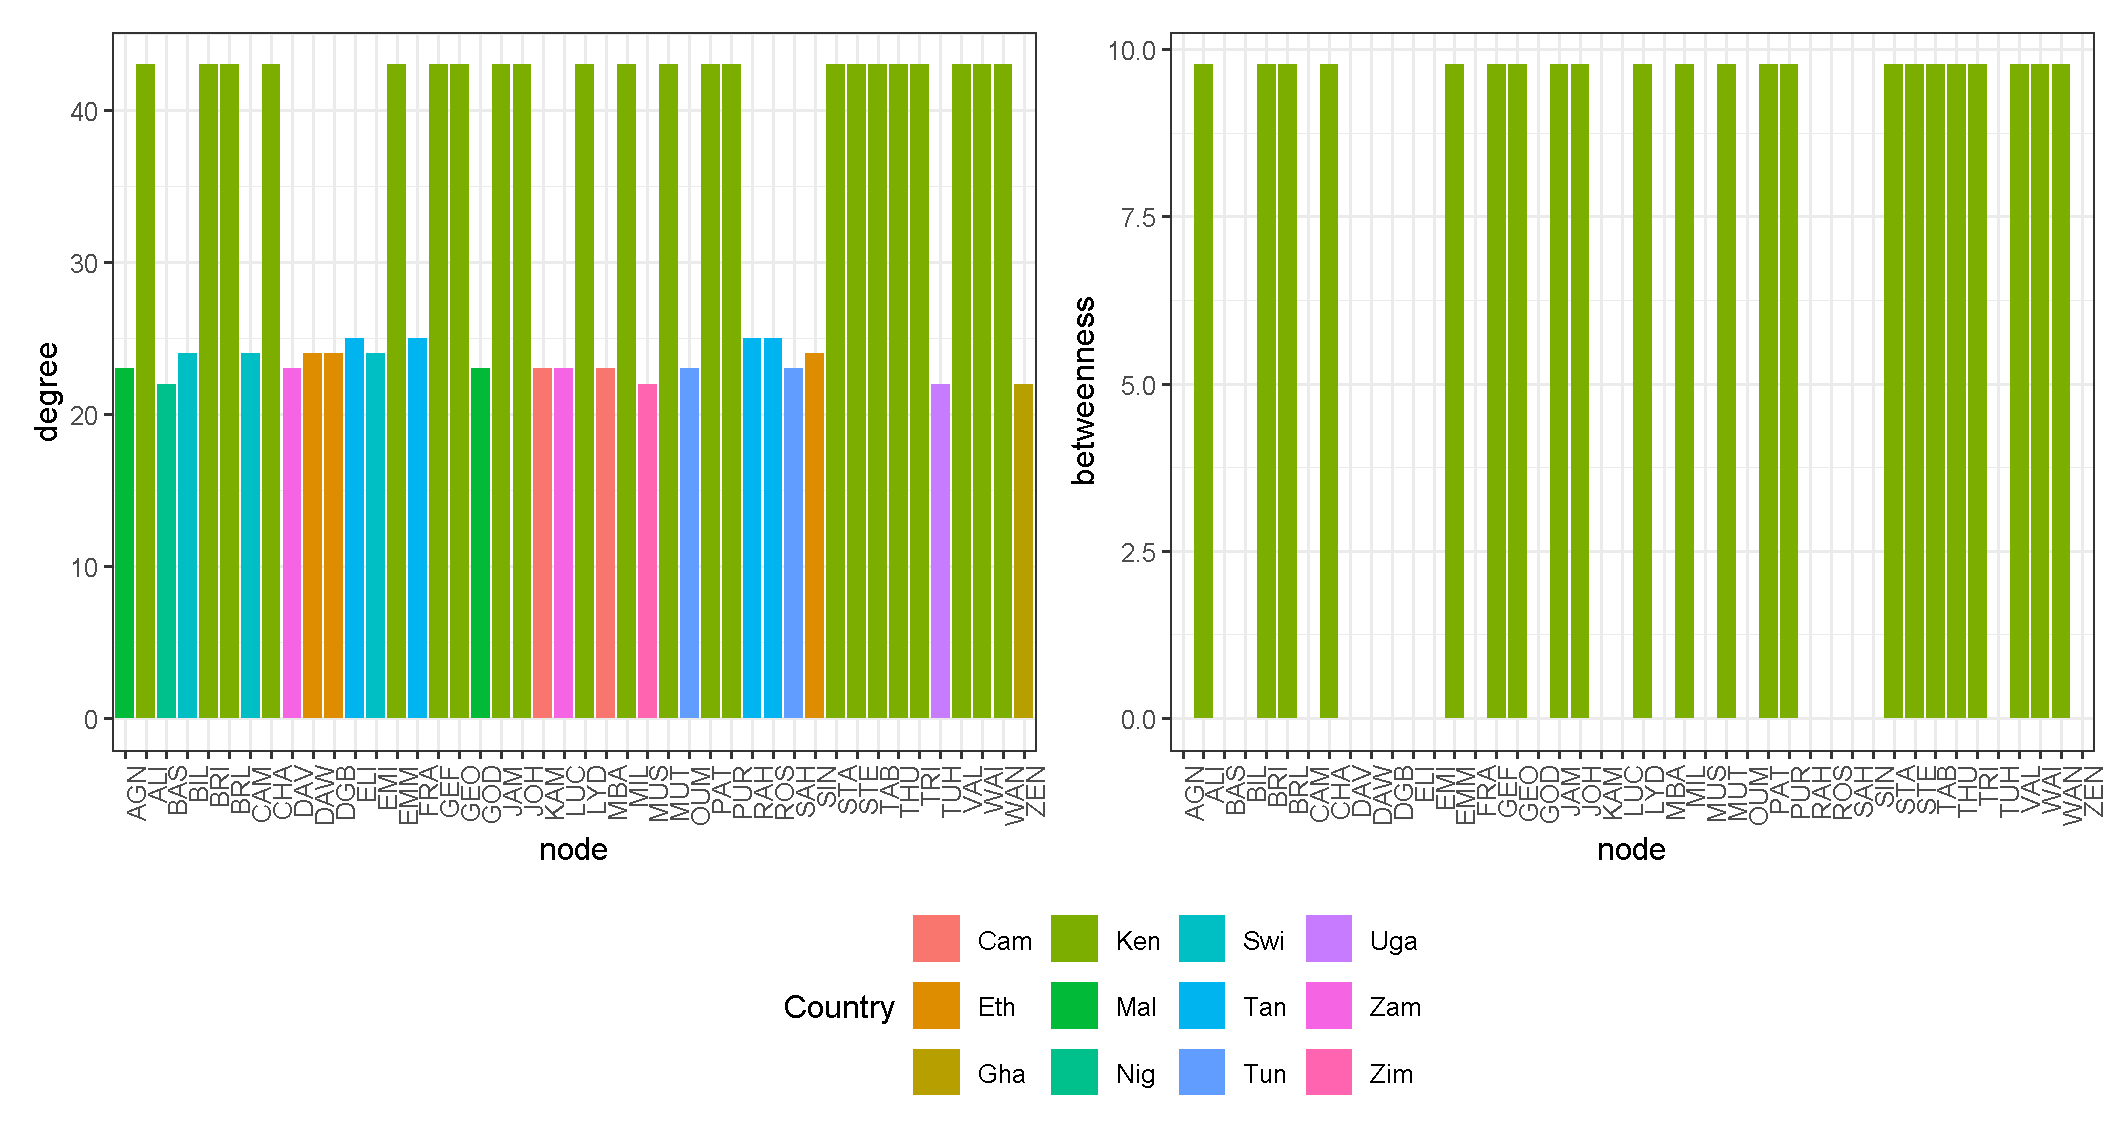 40
30
20
10
0
degree
AGN ALI BAS BIL BRI BRL CAM CHA DAV DAW DGB ELI EMI EMM FRA GEF GEO GOD JAM JOH KAM LUC LYD MBA MIL MUS MUT OUM PAT PUR RAH ROS SAH SIN STA STE TAB THU TRI TUH VAL WAI WAN ZEN
node
10.0
7.5
5.0
2.5
0.0
betweenness
AGN ALI BAS BIL BRI BRL CAM CHA DAV DAW DGB ELI EMI EMM FRA GEF GEO GOD JAM JOH KAM LUC LYD MBA MIL MUS MUT OUM PAT PUR RAH ROS SAH SIN STA STE TAB THU TRI TUH VAL WAI WAN ZEN
node
Country
Cam Ken Swi Uga
Eth Mal Tan Zam
Gha Nig Tun Zim